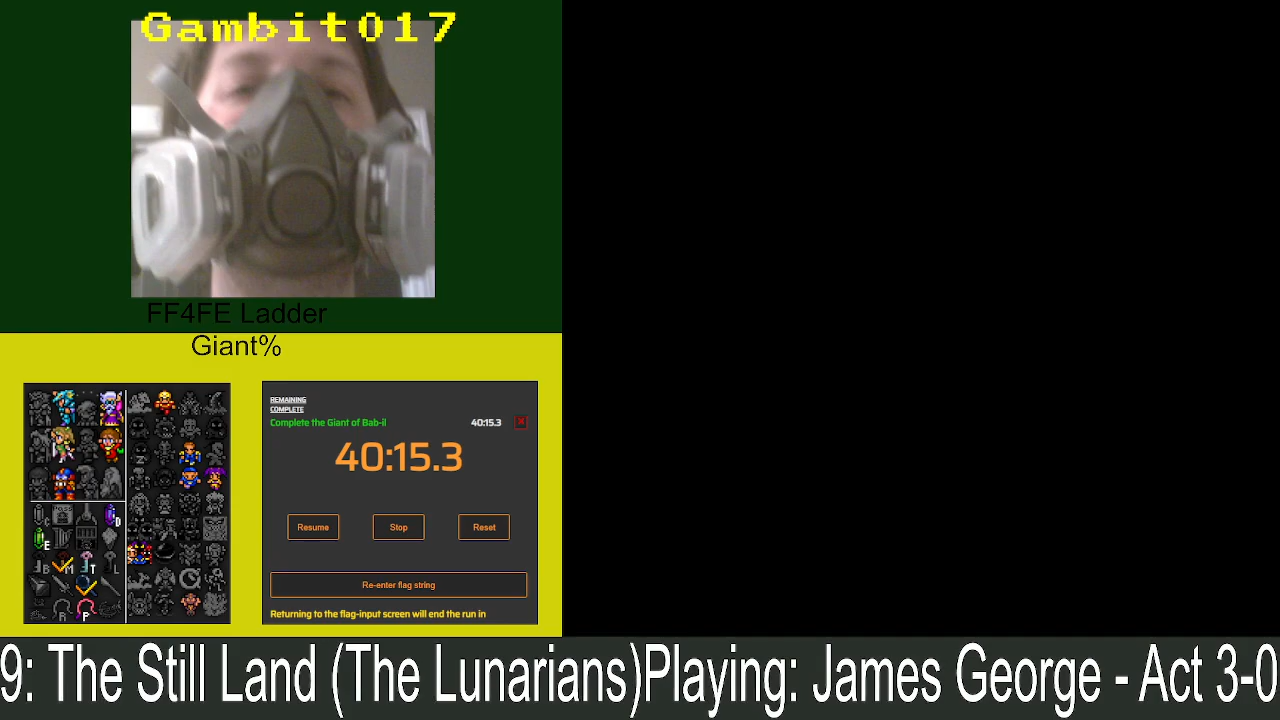 Gambit017
FF4FE Ladder
Giant%
REMAINING
COMPLETE
Complete the Giant of Bab-il 40:15.3 X
40:15.3
Resume Stop Reset
Re-enter flag string
Returning to the flag-input screen will end the run in
C PASS D
E
B M T L
R P
9: The Still Land (The Lunarians)Playing: James George - Act 3-0